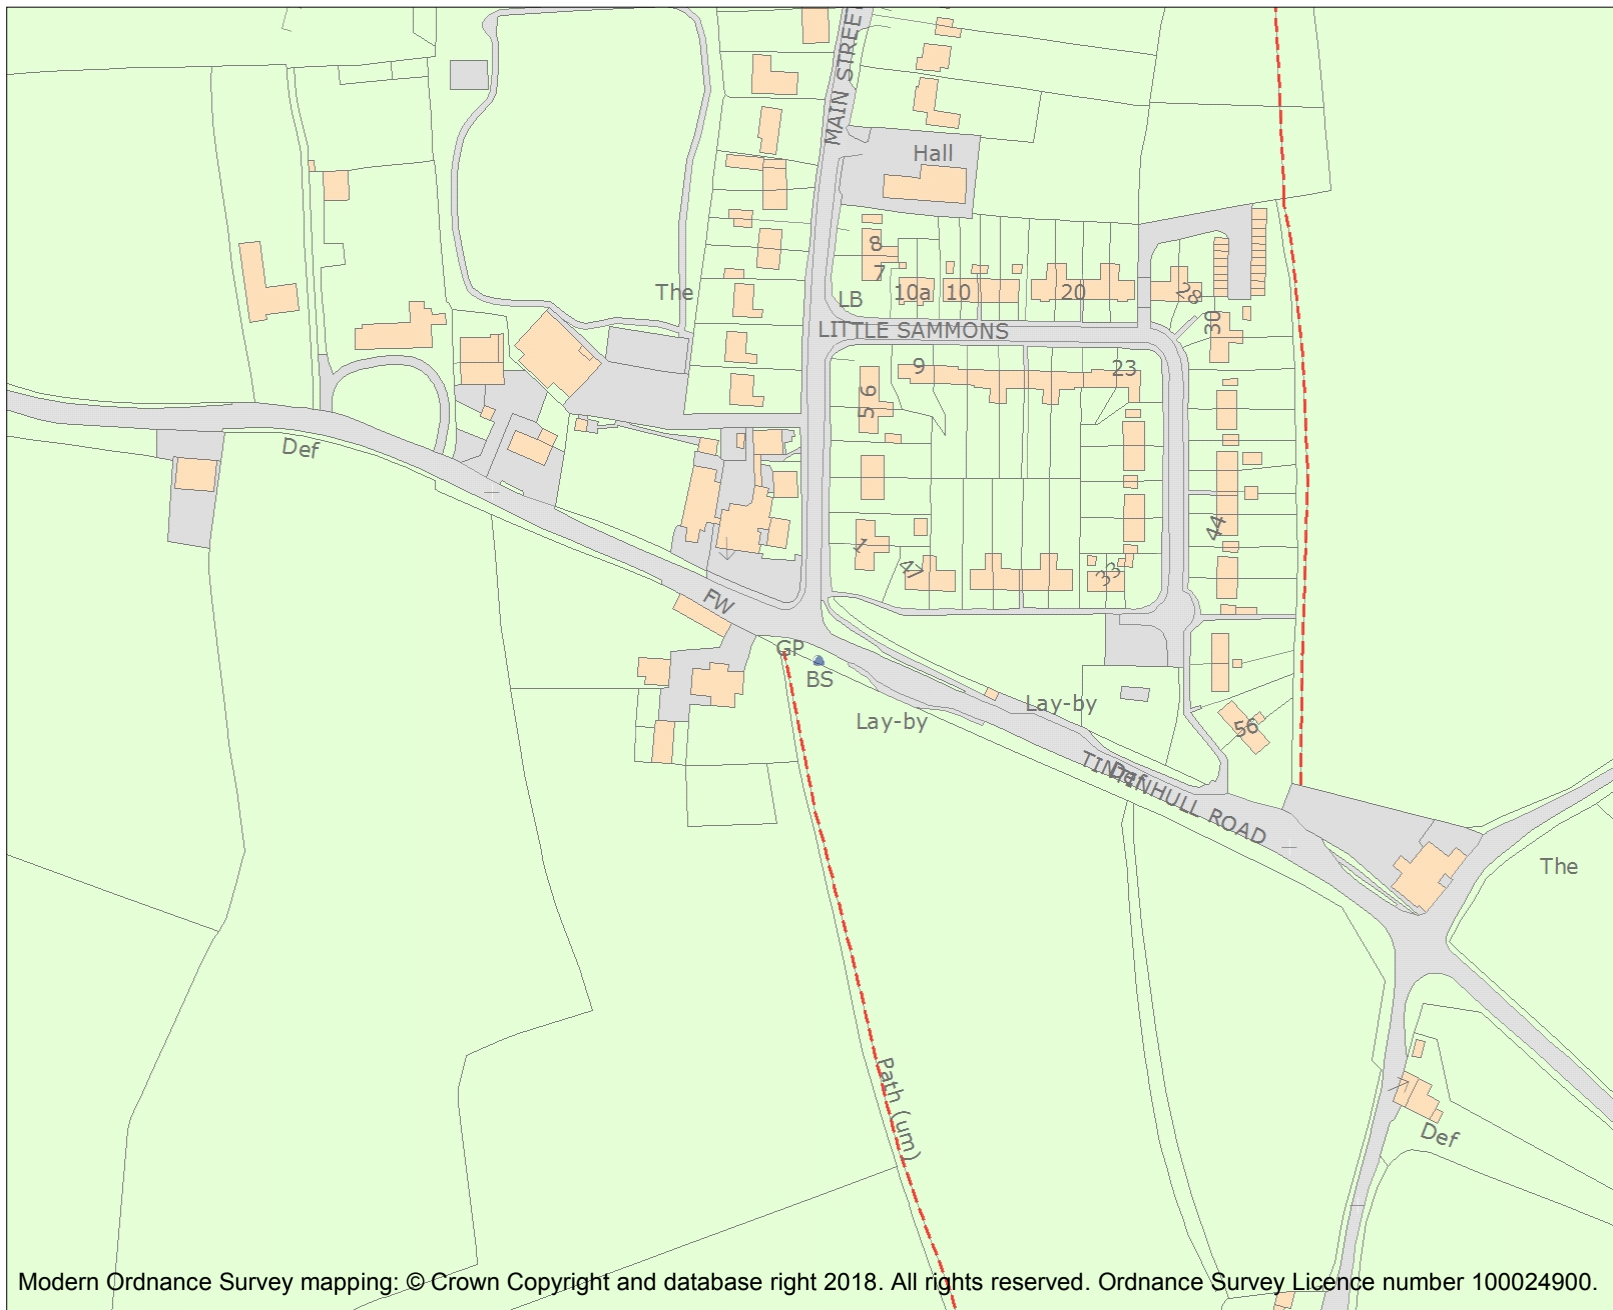 MAIN STREE
Hall
The
8
7
LB
10a
10
20
28
30
LITTLE SAMMONS
9
23
5 6
Def
44
1
47
33
FW
GP
BS
Lay-by
Lay-by
56
TINTINHULL ROAD
Def
The
Path (um)
Def
Modern Ordnance Survey mapping: © Crown Copyright and database right 2018. All rights reserved. Ordnance Survey Licence number 100024900.